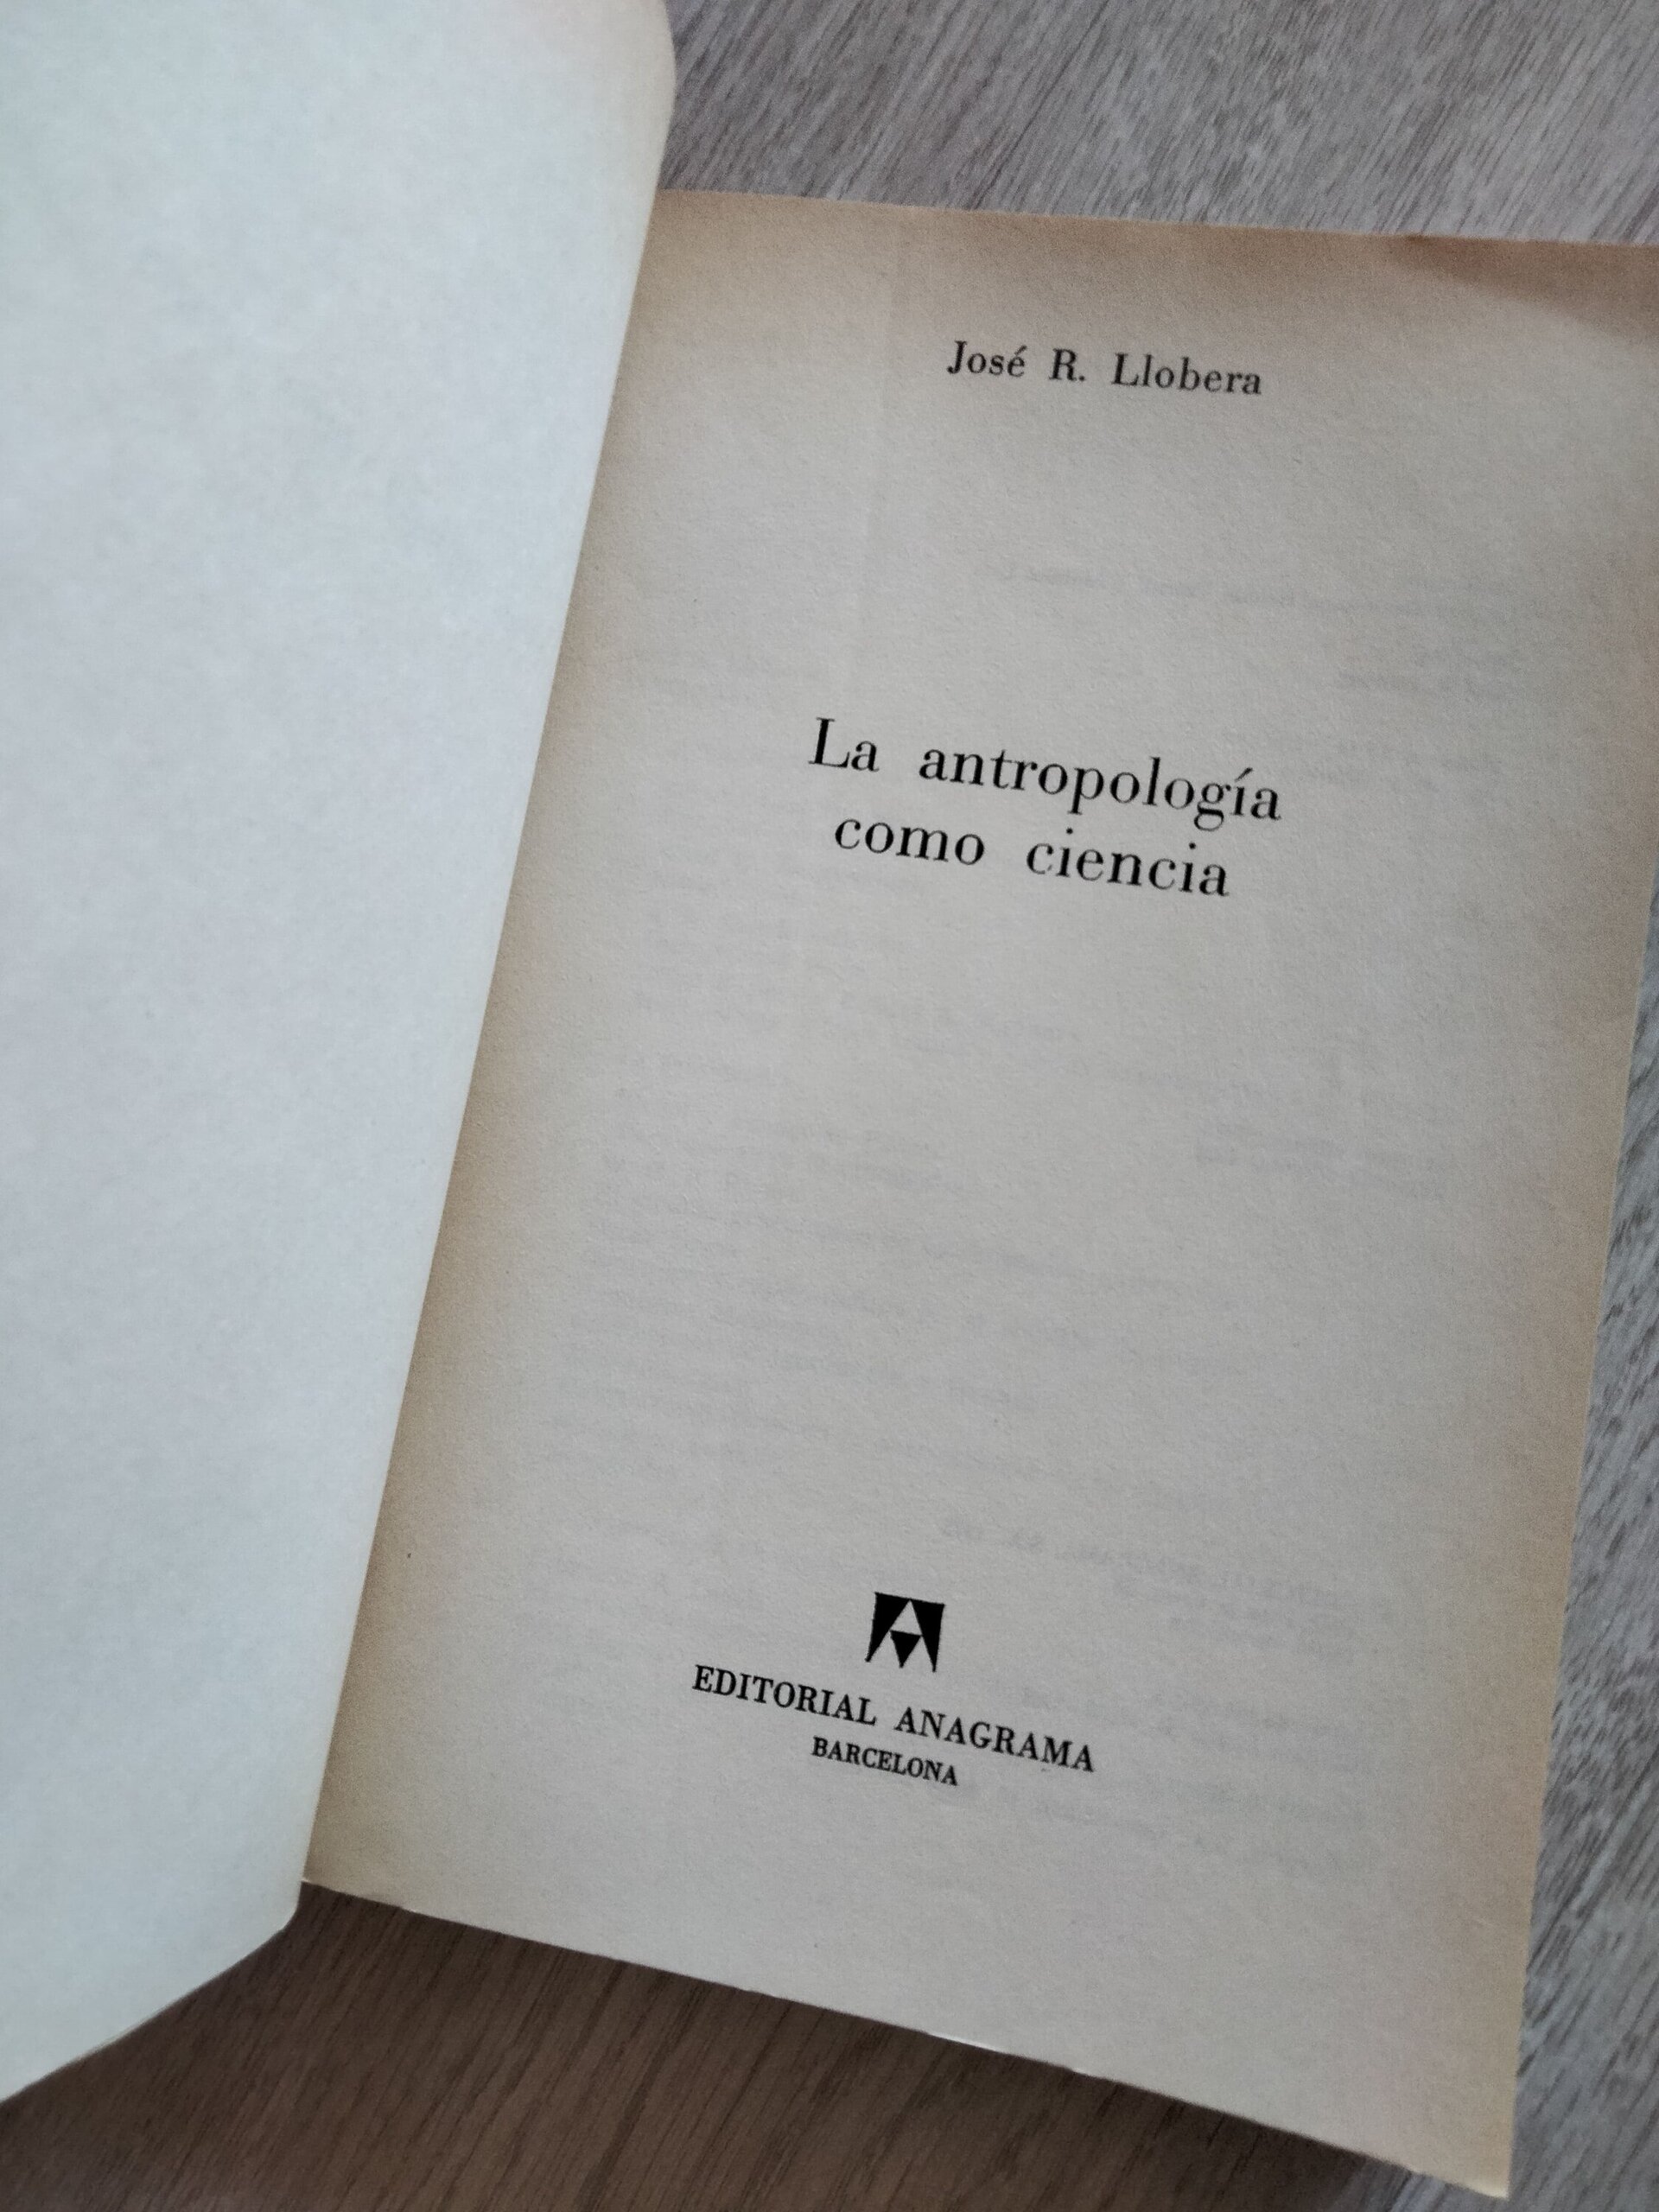 José R. Llobera
La antropología
como ciencia
EDITORIAL ANAGRAMA
BARCELONA